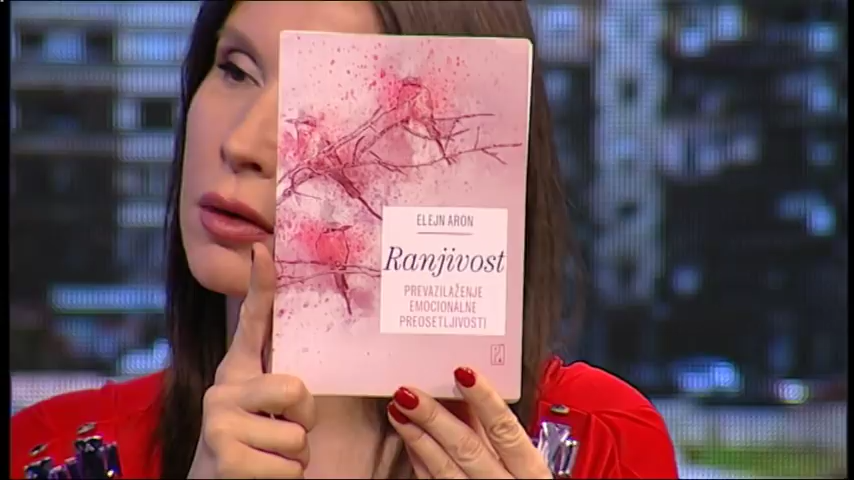 ELEJN ARON
Ranjivost
PREVAZILAŽENJE
EMOCIONALNE
PREOSETLJIVOSTI